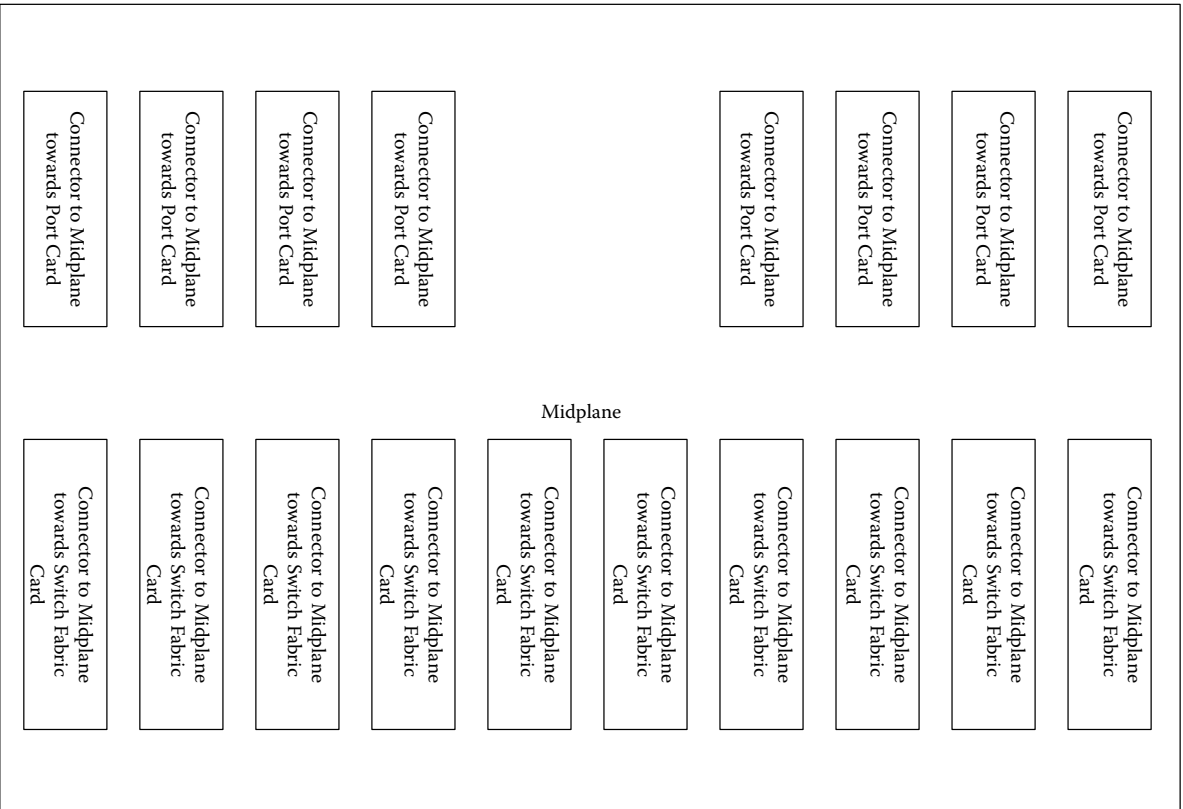 Connector to Midplane
towards Port Card
Connector to Midplane
towards Port Card
Connector to Midplane
towards Port Card
Connector to Midplane
towards Port Card
Connector to Midplane
towards Port Card
Connector to Midplane
towards Port Card
Connector to Midplane
towards Port Card
Connector to Midplane
towards Port Card
Midplane
Connector to Midplane
towards Switch Fabric
Card
Connector to Midplane
towards Switch Fabric
Card
Connector to Midplane
towards Switch Fabric
Card
Connector to Midplane
towards Switch Fabric
Card
Connector to Midplane
towards Switch Fabric
Card
Connector to Midplane
towards Switch Fabric
Card
Connector to Midplane
towards Switch Fabric
Card
Connector to Midplane
towards Switch Fabric
Card
Connector to Midplane
towards Switch Fabric
Card
Connector to Midplane
towards Switch Fabric
Card